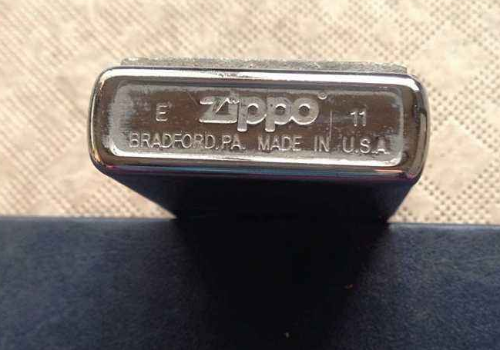 E Zippo 11
BRADFORD, PA. MADE IN U.S.A.